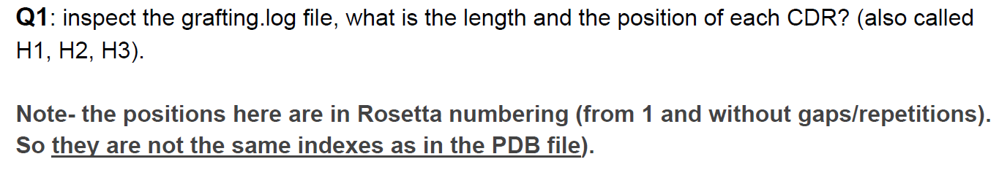 Q1: inspect the grafting.log file, what is the length and the position of each CDR? (also called
H1, H2, H3).
Note- the positions here are in Rosetta numbering (from 1 and without gaps/repetitions).
So they are not the same indexes as in the PDB file).